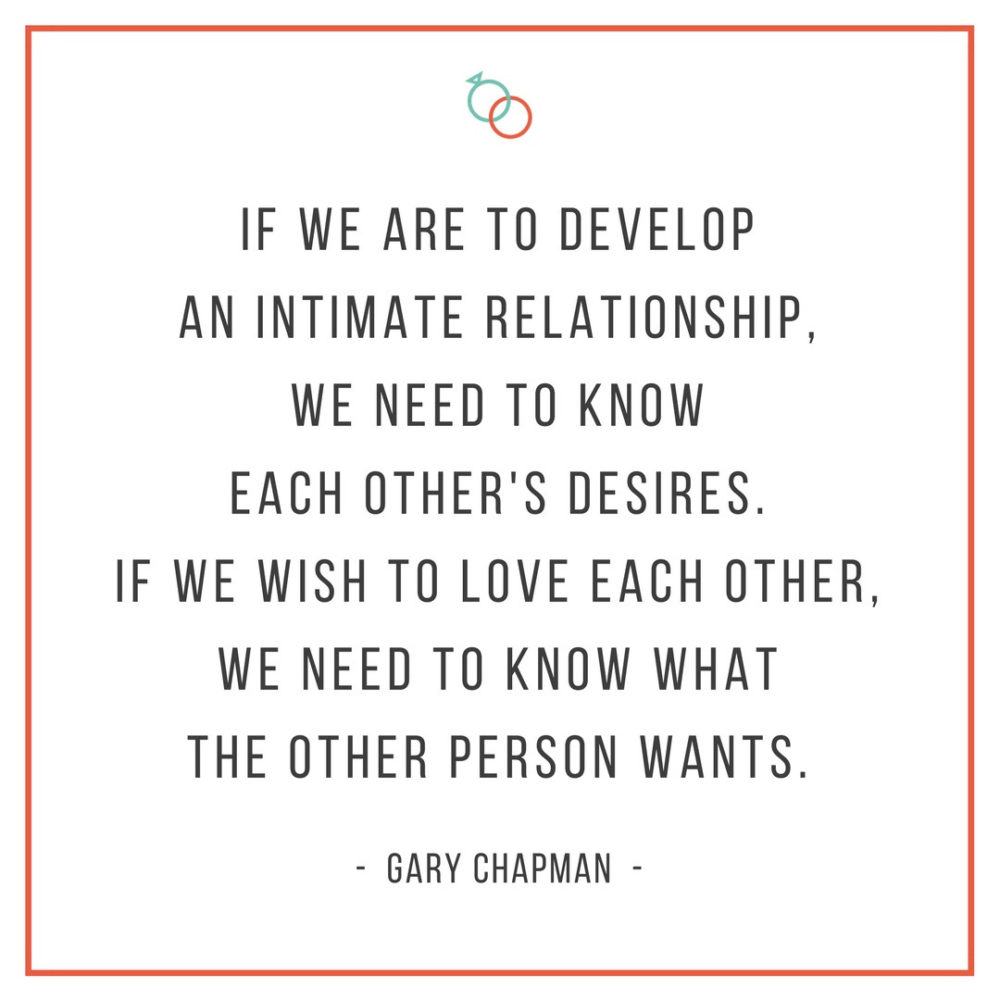 IF WE ARE TO DEVELOP
AN INTIMATE RELATIONSHIP,
WE NEED TO KNOW
EACH OTHER'S DESIRES.
IF WE WISH TO LOVE EACH OTHER,
WE NEED TO KNOW WHAT
THE OTHER PERSON WANTS.
- GARY CHAPMAN -